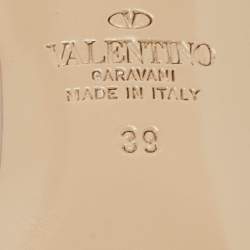 VALENTINO
GARAVANI
MADE IN ITALY
39